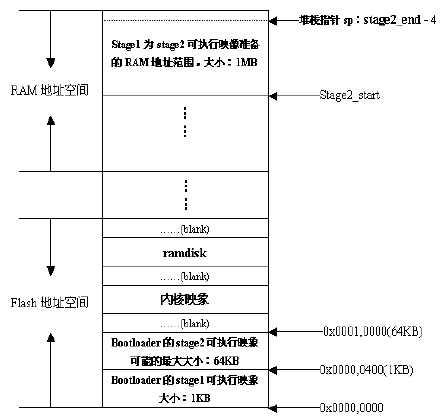 堆栈指针 sp：stage2_end - 4
Stage1 为 stage2 可执行映像准备
的 RAM 地址范围。大小：1MB
RAM 地址空间
Stage2_start
......(blank)
ramdisk
......(blank)
Flash 地址空间
内核映象
......(blank)
0x0001,0000(64KB)
Bootloader 的 stage2 可执行映象
可能的最大大小：64KB
0x0000,0400(1KB)
Bootloader 的 stage1 可执行映象
大小：1KB
0x0000,0000